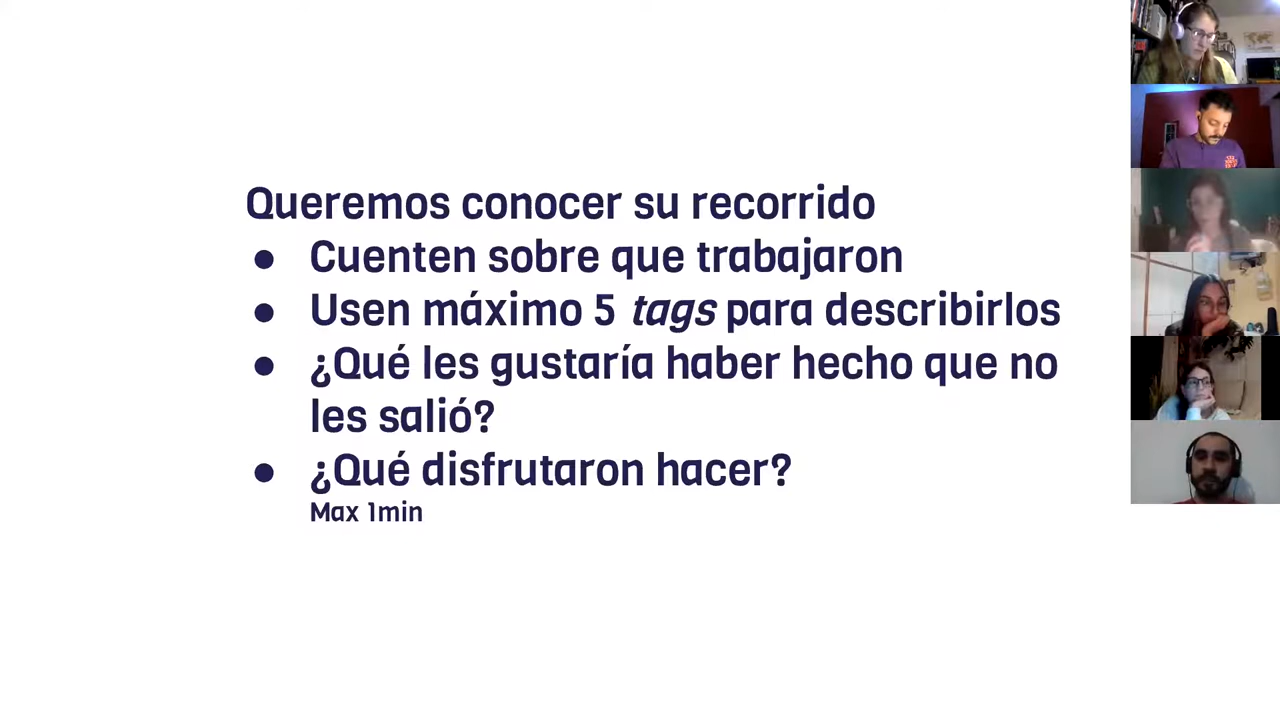 Queremos conocer su recorrido
● Cuenten sobre que trabajaron
● Usen máximo 5 tags para describirlos
● ¿Qué les gustaría haber hecho que no
les salió?
● ¿Qué disfrutaron hacer?
Max 1min